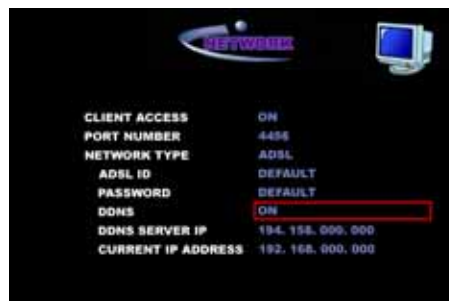 NETWORK
CLIENT ACCESS ON
PORT NUMBER 4456
NETWORK TYPE ADSL
ADSL ID DEFAULT
PASSWORD DEFAULT
DDNS ON
DDNS SERVER IP 194. 158. 000. 000
CURRENT IP ADDRESS 192. 168. 000. 000